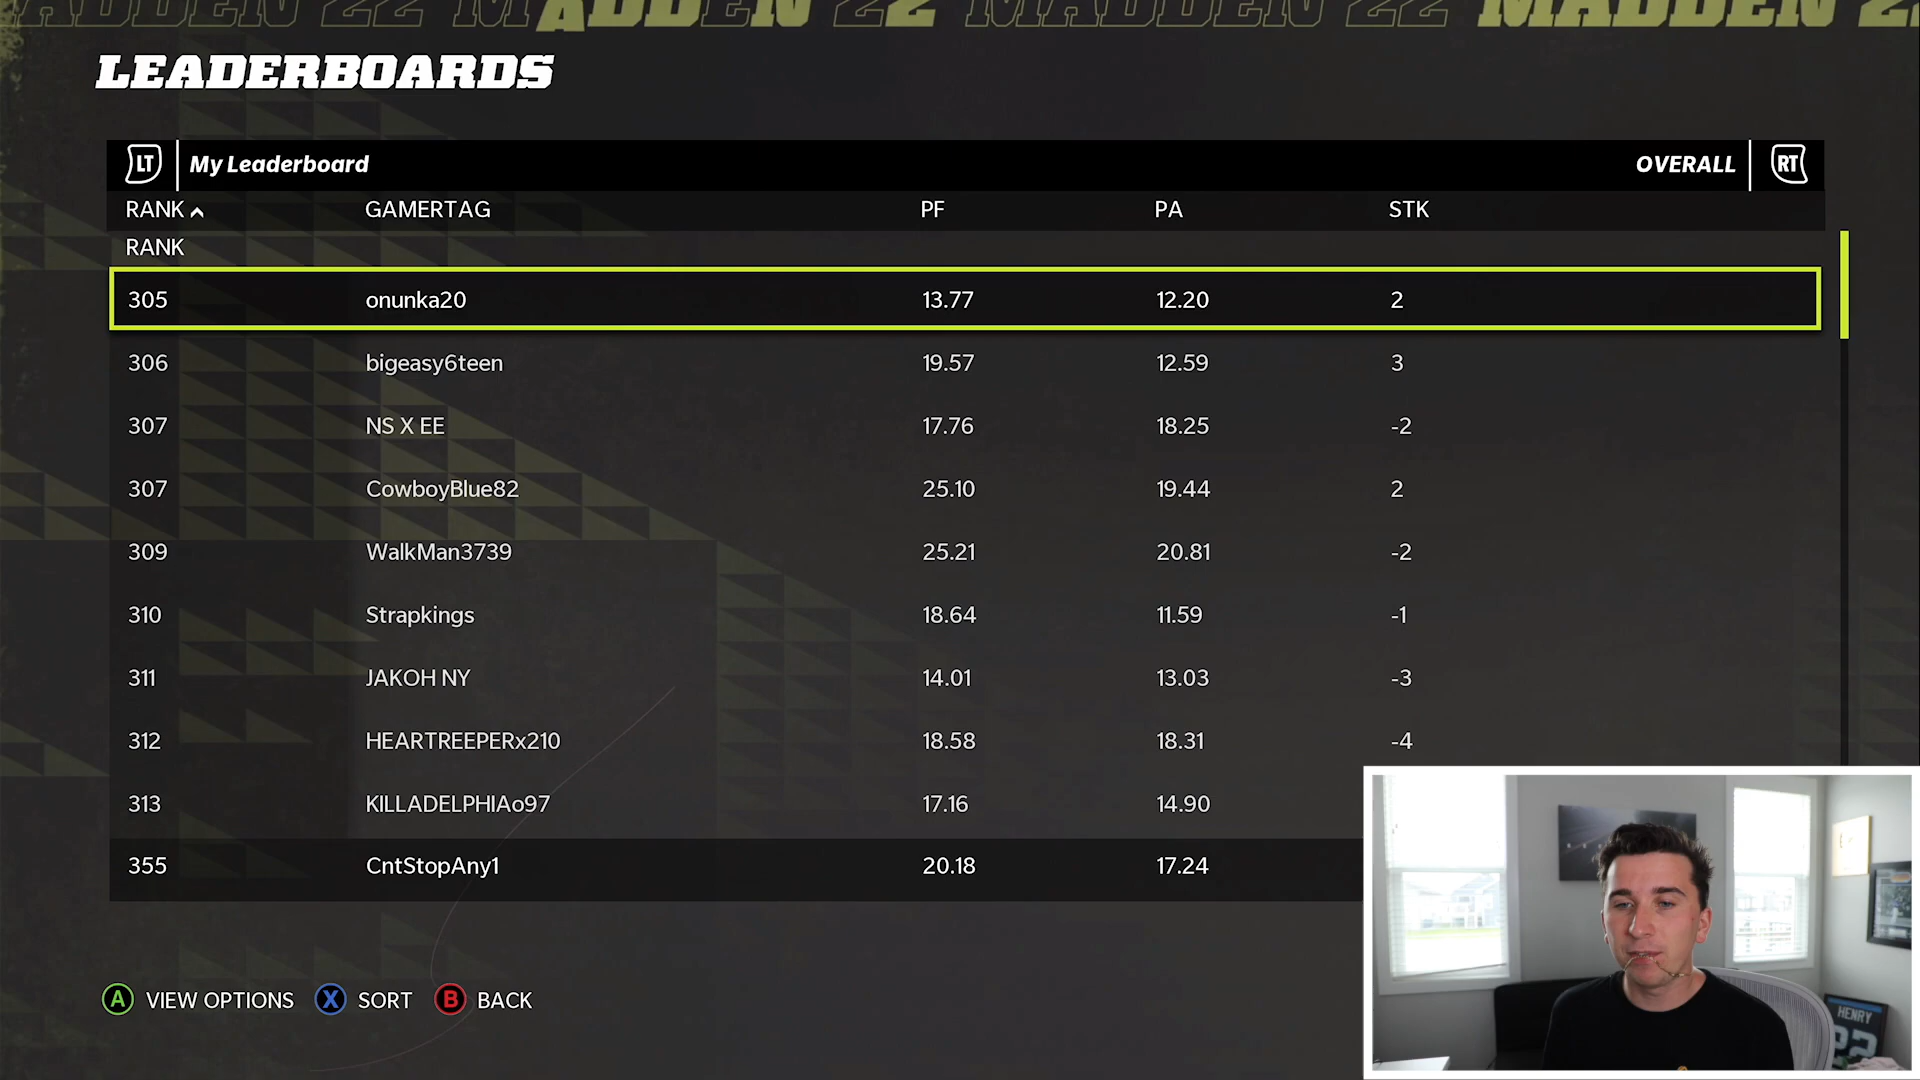 MADDEN 22 MADDEN 22 MADDEN 22 MADDEN 22
LEADERBOARDS
LT My Leaderboard OVERALL RT
RANK GAMERTAG PF PA STK
RANK
305 onunka20 13.77 12.20 2
306 bigeasy6teen 19.57 12.59 3
307 NS X EE 17.76 18.25 -2
307 CowboyBlue82 25.10 19.44 2
309 WalkMan3739 25.21 20.81 -2
310 Strapkings 18.64 11.59 -1
311 JAKOH NY 14.01 13.03 -3
312 HEARTREEPERx210 18.58 18.31 -4
313 KILLADELPHIAo97 17.16 14.90
355 CntStopAny1 20.18 17.24
A VIEW OPTIONS X SORT B BACK
HENRY
22